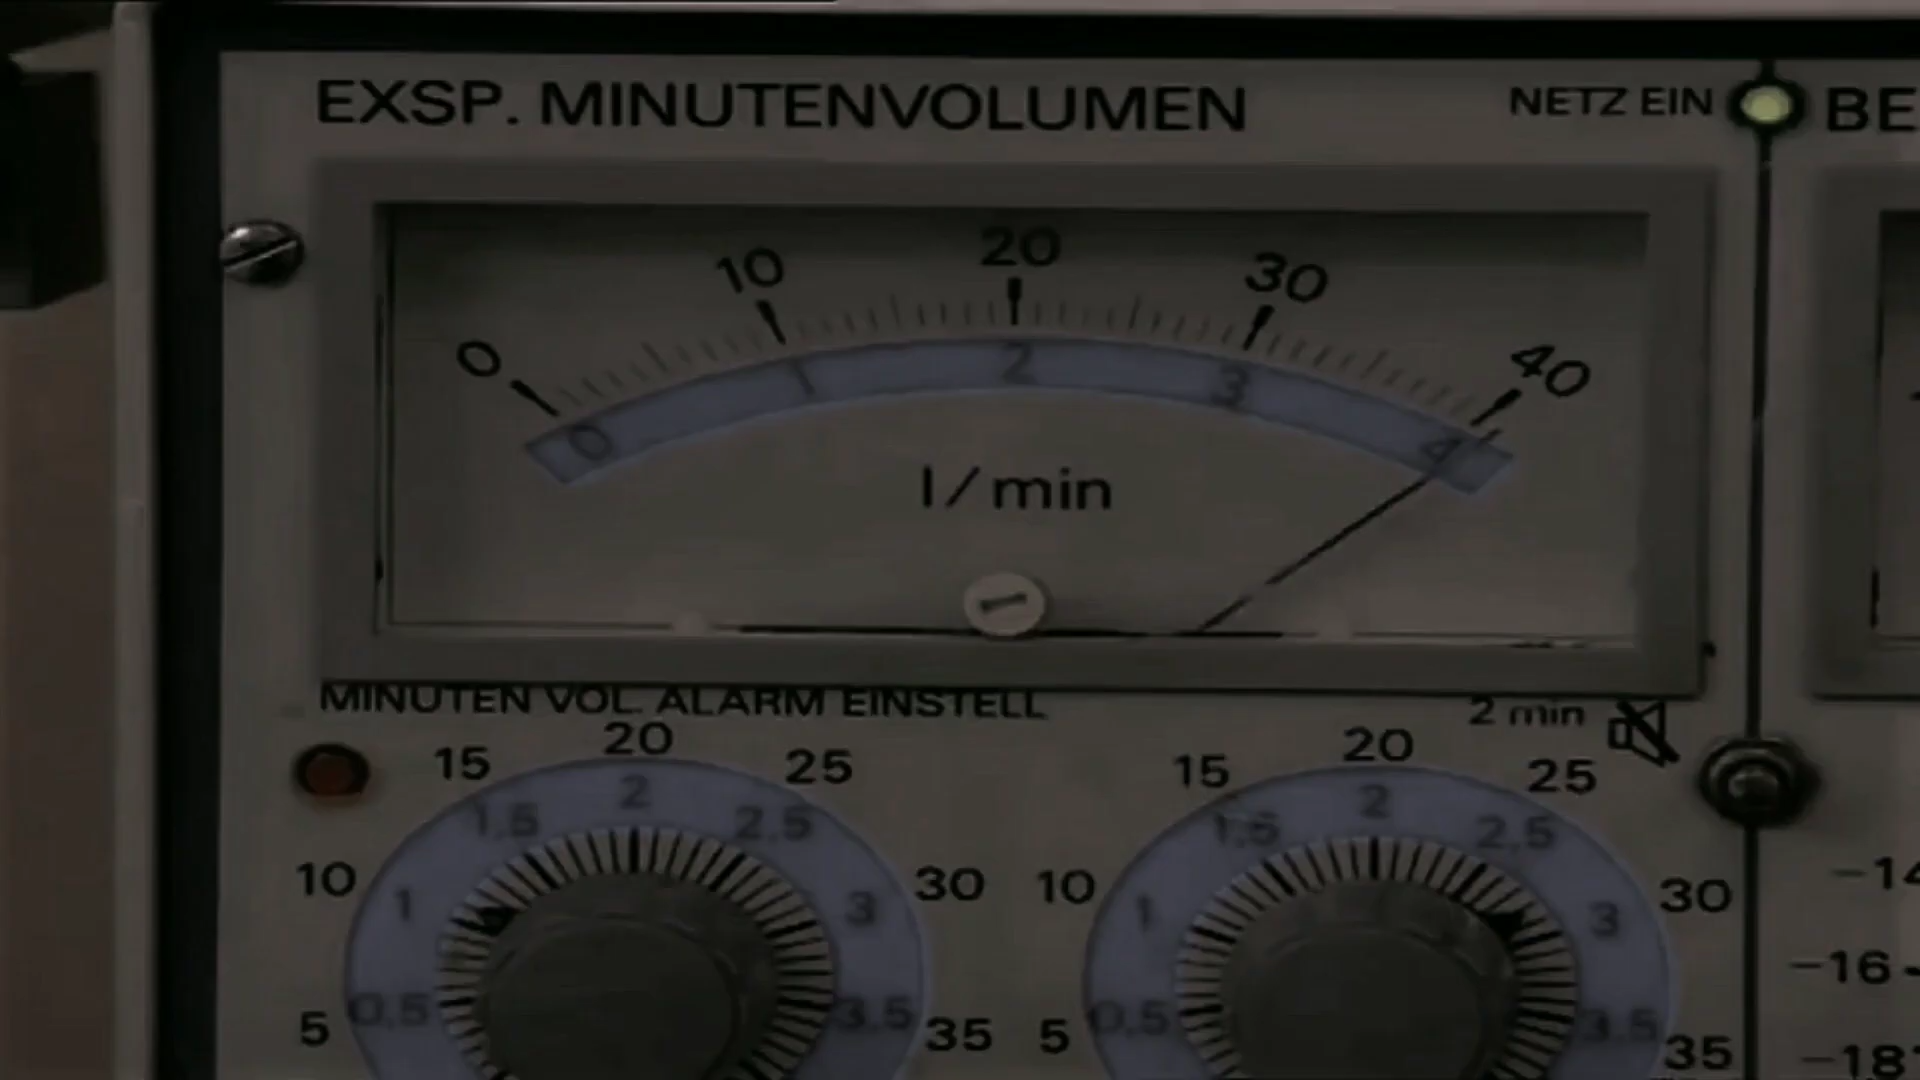 EXSP. MINUTENVOLUMEN
NETZ EIN
BE
0 10 20 30 40
0 1 2 3 4
l/min
MINUTEN VOL. ALARM EINSTELL
2 min
15 20 25
15 20 25
1,5 2 2,5
1,5 2 2,5
10 1 3 30
10 1 3 30
5 0,5 3,5 35
5 0,5 3,5 35
-14
-16
-18